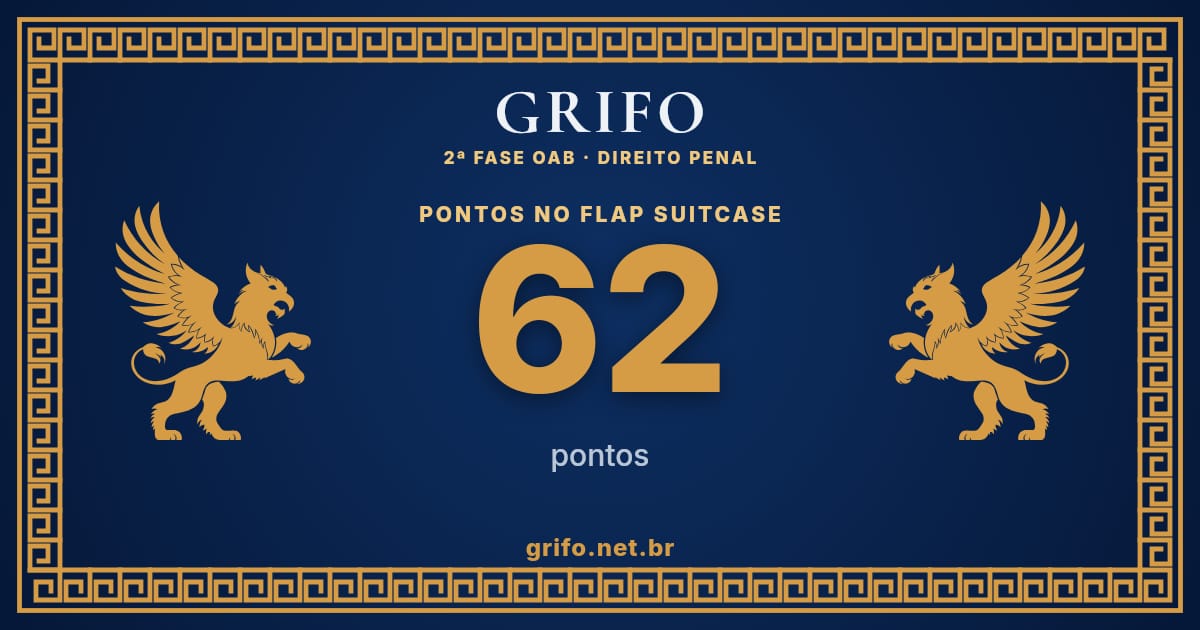 GRIFO
2ª FASE OAB · DIREITO PENAL
PONTOS NO FLAP SUITCASE
62
pontos
grifo.net.br